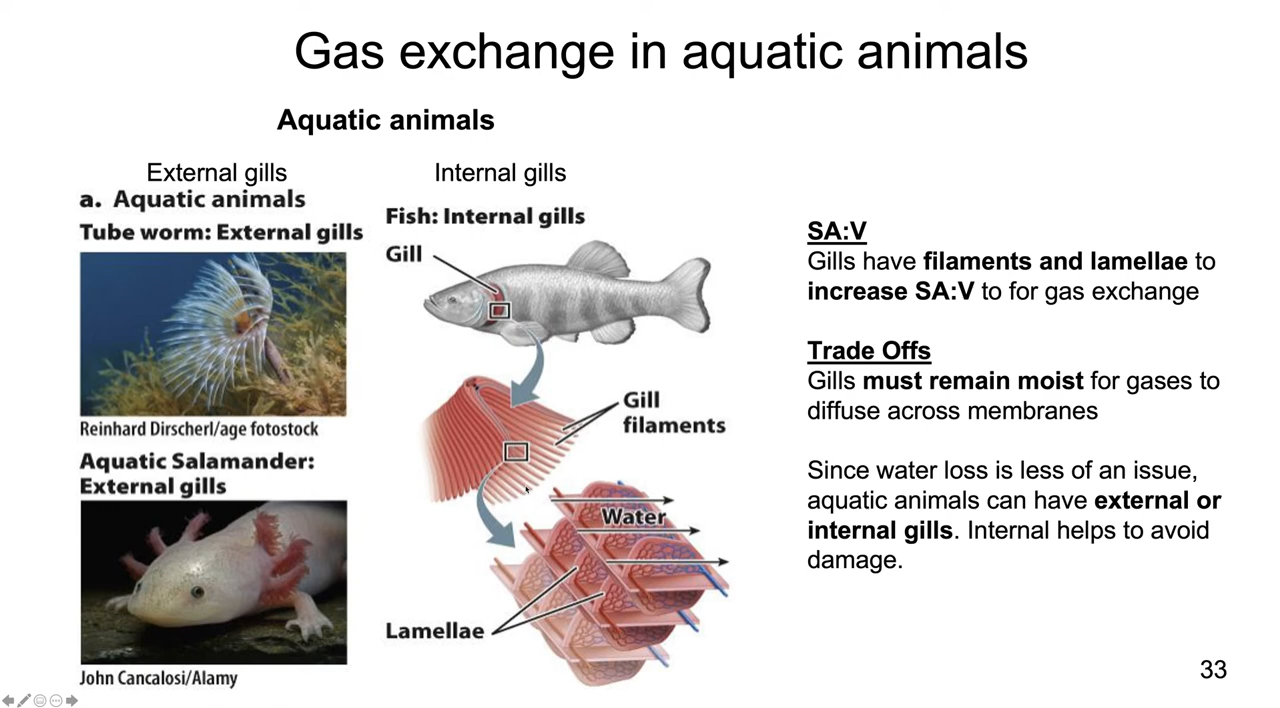 Gas exchange in aquatic animals
Aquatic animals
External gills
a. Aquatic animals
Tube worm: External gills
Reinhard Dirscherl/age fotostock
Aquatic Salamander:
External gills
John Cancalosi/Alamy
Internal gills
Fish: Internal gills
Gill
Gill
filaments
Water
Lamellae
SA:V
Gills have filaments and lamellae to
increase SA:V to for gas exchange
Trade Offs
Gills must remain moist for gases to
diffuse across membranes
Since water loss is less of an issue,
aquatic animals can have external or
internal gills. Internal helps to avoid
damage.
33